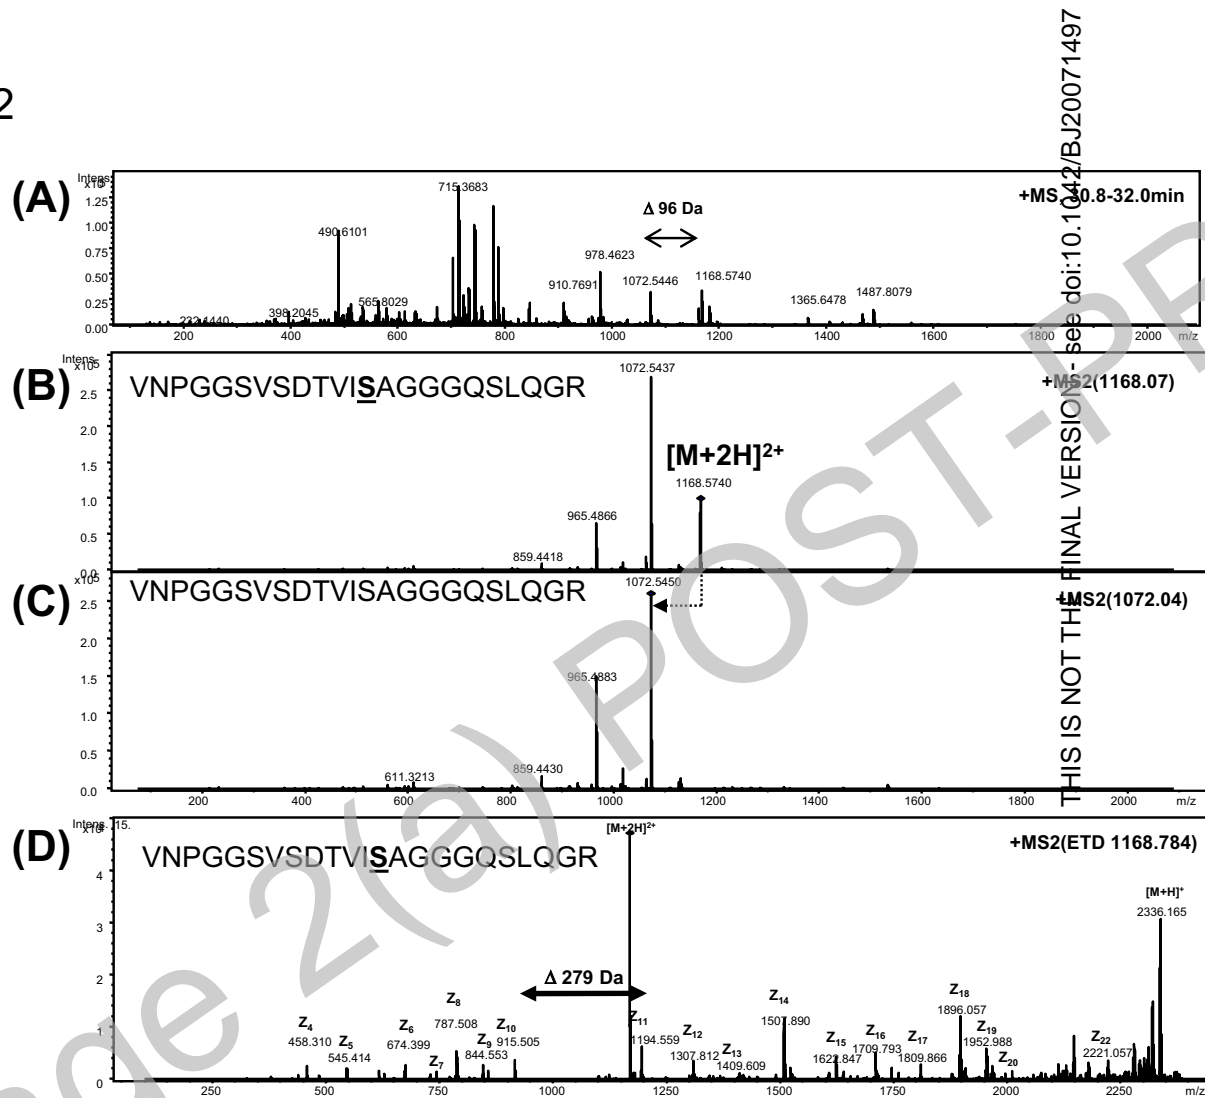 2
THIS IS NOT THE FINAL VERSION - see doi:10.1042/BJ20071497
Page 2(a) POST-PR
(A)
Intens.
x10
1.25
1.00
0.75
0.50
0.25
0.00
+MS, 30.8-32.0min
Δ 96 Da
715.3683
490.6101
978.4623
910.7691
1072.5446
1168.5740
1365.6478
1487.8079
565.8029
398.2045
232.1440
200 400 600 800 1000 1200 1400 1600 1800 2000 m/z
(B)
Intens.
x10⁵
2.5
2.0
1.5
1.0
0.5
0.0
VNPGGSVSDTVISAGGGQSLQGR
+MS2(1168.07)
1072.5437
[M+2H]²⁺
1168.5740
965.4866
859.4418
(C)
x10⁵
2.5
2.0
1.5
1.0
0.5
0.0
VNPGGSVSDTVISAGGGQSLQGR
+MS2(1072.04)
1072.5450
965.4883
859.4430
611.3213
200 400 600 800 1000 1200 1400 1600 1800 2000 m/z
(D)
Intens. 15.
4
3
2
1
0
VNPGGSVSDTVISAGGGQSLQGR
+MS2(ETD 1168.784)
[M+2H]²⁺
[M+H]⁺
2336.165
Δ 279 Da
Z₄
458.310
Z₅
545.414
Z₆
674.399
Z₇
Z₈
787.508
Z₉
844.553
Z₁₀
915.505
Z₁₁
1194.559
Z₁₂
1307.812
Z₁₃
1409.609
Z₁₄
1507.890
Z₁₅
1622.847
Z₁₆
1709.793
Z₁₇
1809.866
Z₁₈
1896.057
Z₁₉
1952.988
Z₂₀
Z₂₂
2221.057
250 500 750 1000 1250 1500 1750 2000 2250 m/z